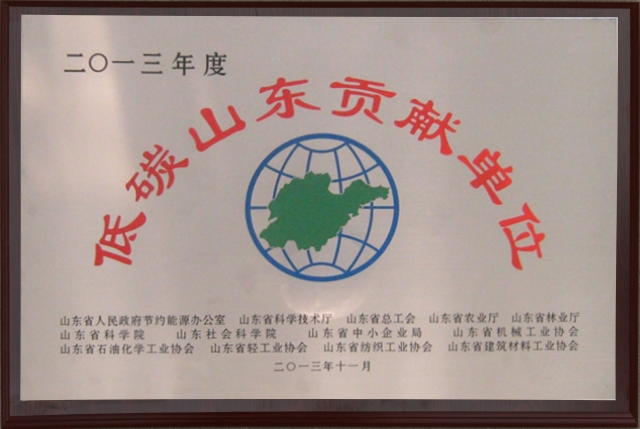 二〇一三年度
低碳山东贡献单位
山东省人民政府节约能源办公室 山东省科学技术厅 山东省总工会 山东省农业厅 山东省林业厅
山东省科学院 山东社会科学院 山东省中小企业局 山东省机械工业协会
山东省石油化学工业协会 山东省轻工业协会 山东省纺织工业协会 山东省建筑材料工业协会
二〇一三年十一月